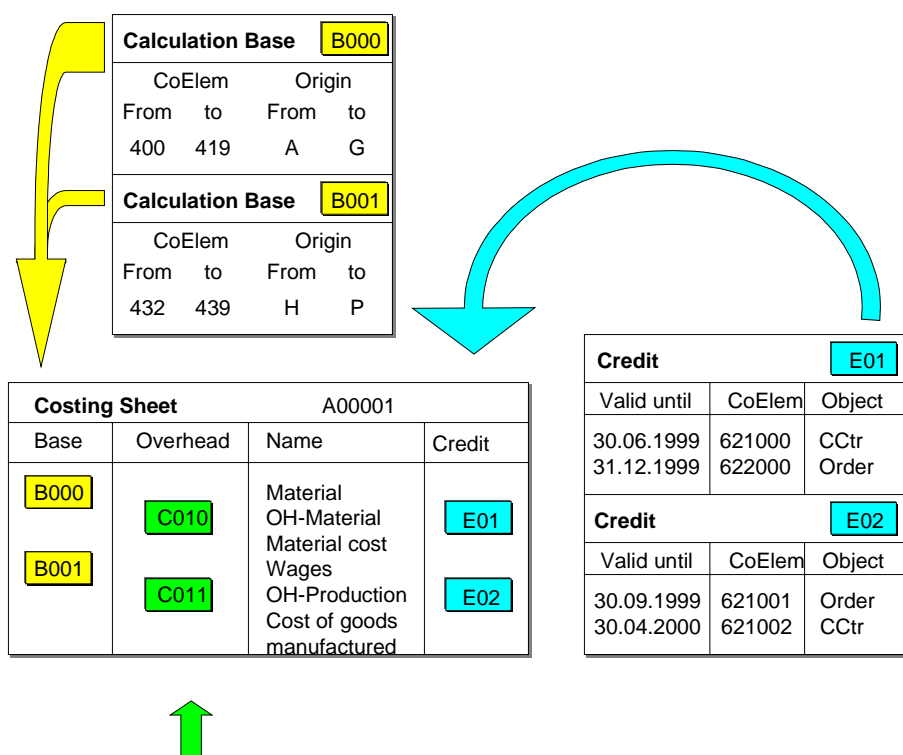 Calculation Base B000
CoElem Origin
From to From to
400 419 A G
Calculation Base B001
CoElem Origin
From to From to
432 439 H P
Costing Sheet A00001
Base Overhead Name Credit
B000 Material
C010 OH-Material E01
Material cost
B001 Wages
C011 OH-Production E02
Cost of goods
manufactured
Credit E01
Valid until CoElem Object
30.06.1999 621000 CCtr
31.12.1999 622000 Order
Credit E02
Valid until CoElem Object
30.09.1999 621001 Order
30.04.2000 621002 CCtr